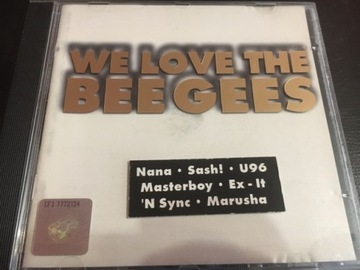 WE LOVE THE
BEE GEES
Nana • Sash! • U96
Masterboy • Ex-It
'N Sync • Marusha